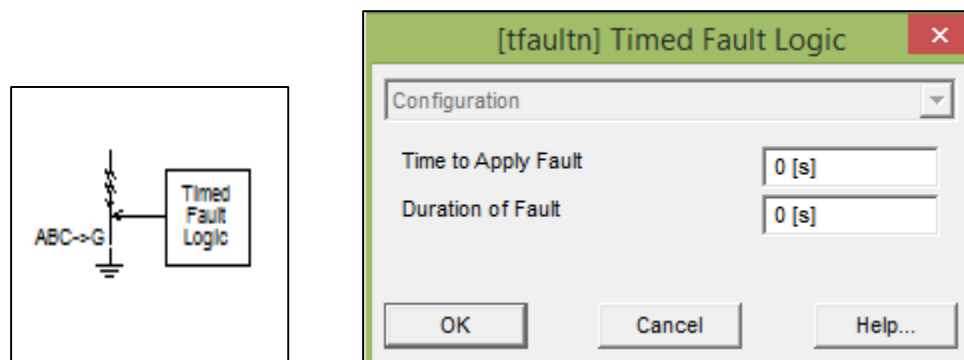 ABC->G
Timed
Fault
Logic
[tfaultn] Timed Fault Logic
Configuration
Time to Apply Fault 0 [s]
Duration of Fault 0 [s]
OK Cancel Help...